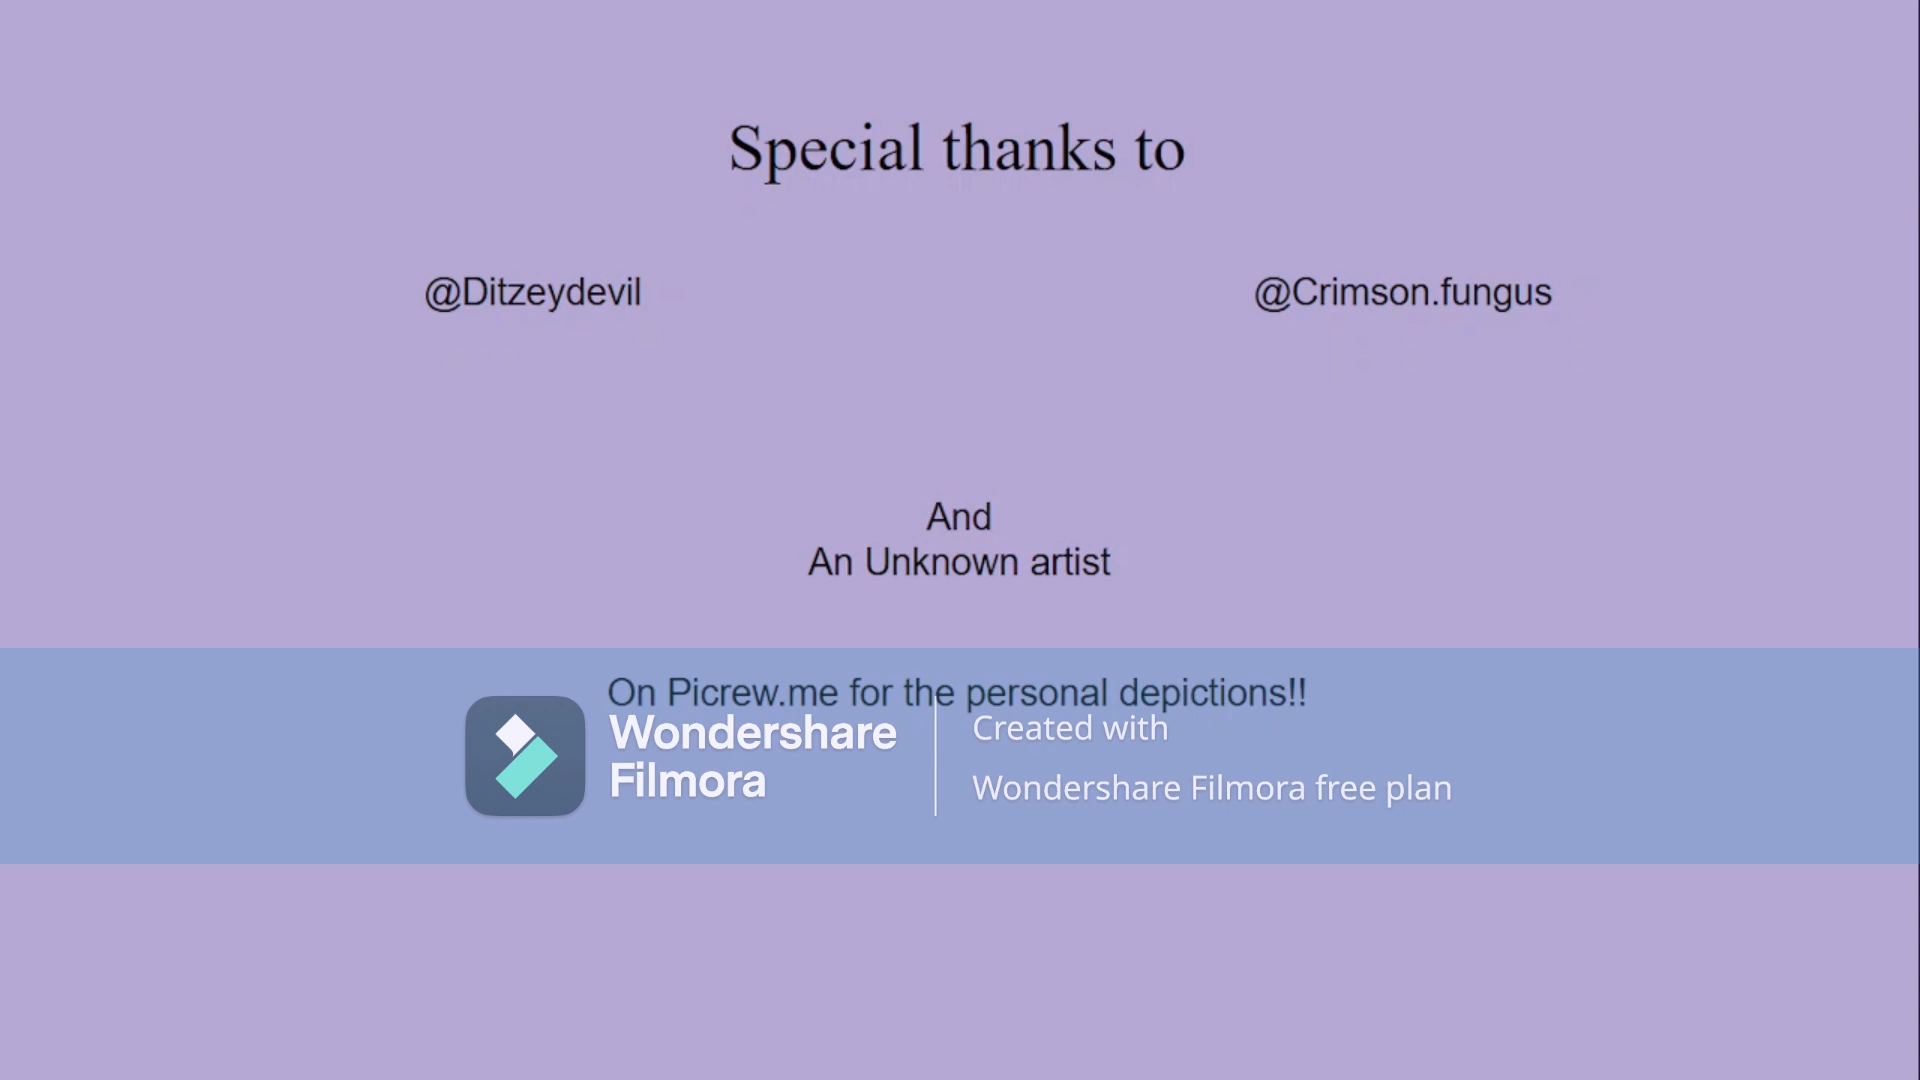 Special thanks to
@Ditzeydevil
@Crimson.fungus
And
An Unknown artist
On Picrew.me for the personal depictions!!
Wondershare
Filmora
Created with
Wondershare Filmora free plan